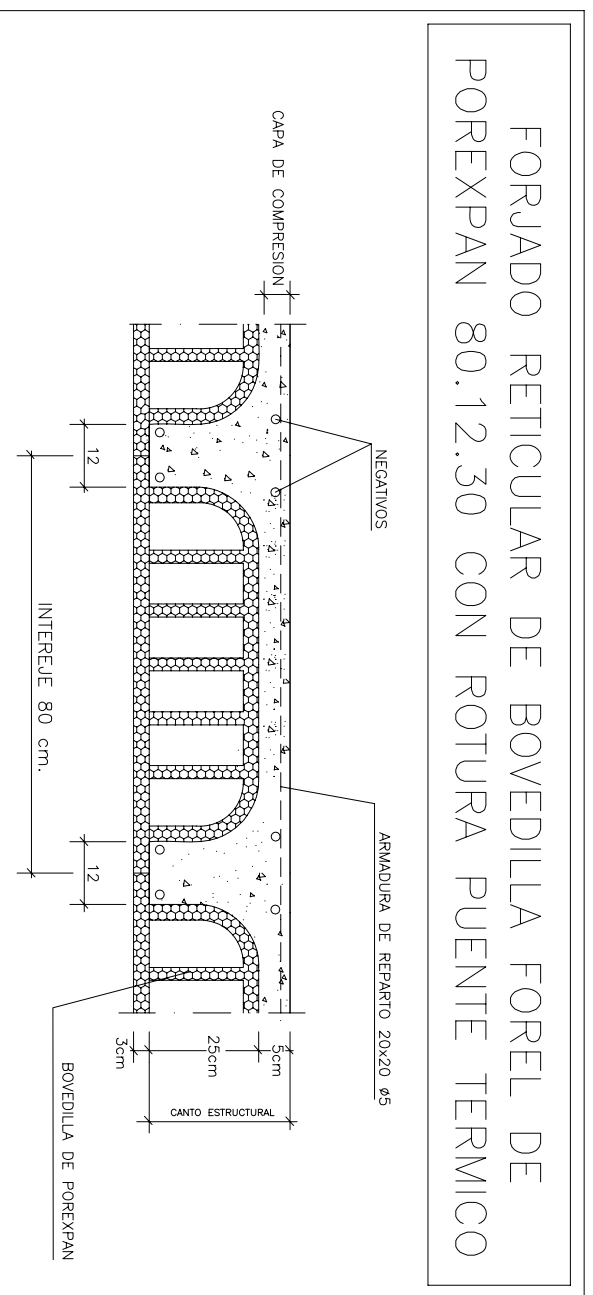 FORJADO RETICULAR DE BOVEDILLA FOREL DE
POREXPAN 80.12.30 CON ROTURA PUENTE TERMICO
CAPA DE COMPRESION
NEGATIVOS
ARMADURA DE REPARTO 20x20 ø5
5cm
25cm
3cm
CANTO ESTRUCTURAL
12
12
INTEREJE 80 cm.
BOVEDILLA DE POREXPAN